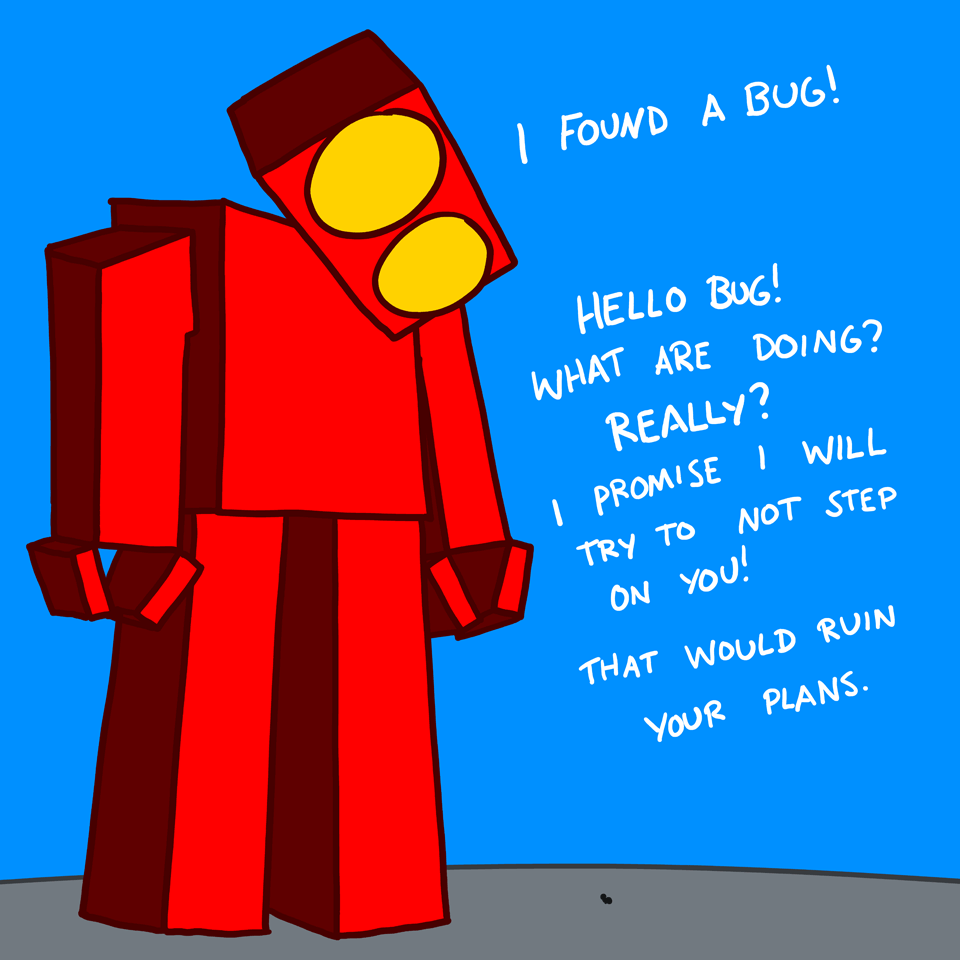 I FOUND A BUG!
HELLO BUG!
WHAT ARE DOING?
REALLY?
I PROMISE I WILL
TRY TO NOT STEP
ON YOU!
THAT WOULD RUIN
YOUR PLANS.